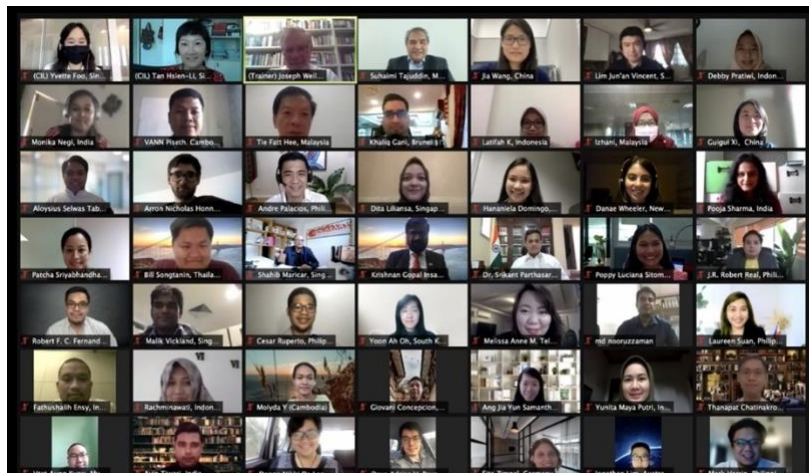 (CIL) Yvette Foo, Sin...
(CIL) Tan Hsien-Li, Si...
(Trainer) Joseph Weil...
Suhaimi Tajuddin, M...
Jia Wang, China
Lim Jun'an Vincent, S...
Debby Pratiwi, Indon...
Monika Negi, India
VANN Piseth, Cambo...
Tie Fatt Hee, Malaysia
Khaliq Gani, Brunei
Latifah K, Indonesia
Izhani, Malaysia
Guigui Xi, China
Aloysius Selwas Tab...
Arron Nicholas Honn...
Andre Palacios, Phili...
Dita Liliansa, Singap...
Hananiela Domingo,
Danae Wheeler, New...
Pooja Sharma, India
Patcha Sriyabhandha...
Bill Songtanin, Thaila...
Shahib Maricar, Sing...
Krishnan Gopal Insa...
Dr. Srikant Parthasar...
Poppy Luciana Sitom...
J.R. Robert Real, Phili...
Robert F. C. Fernand...
Malik Vickland, Sing...
Cesar Ruperto, Philip...
Yoon Ah Oh, South K...
Melissa Anne M. Tel...
md nooruzzaman
Laureen Suan, Philip...
Fathushalih Ensy, In...
Rachminawati, Indon...
Molyda Y (Cambodia)
Giovani Concepcion,...
Ang Jia Yun Samanth...
Yunita Maya Putri, In...
Thanapat Chatinakro...